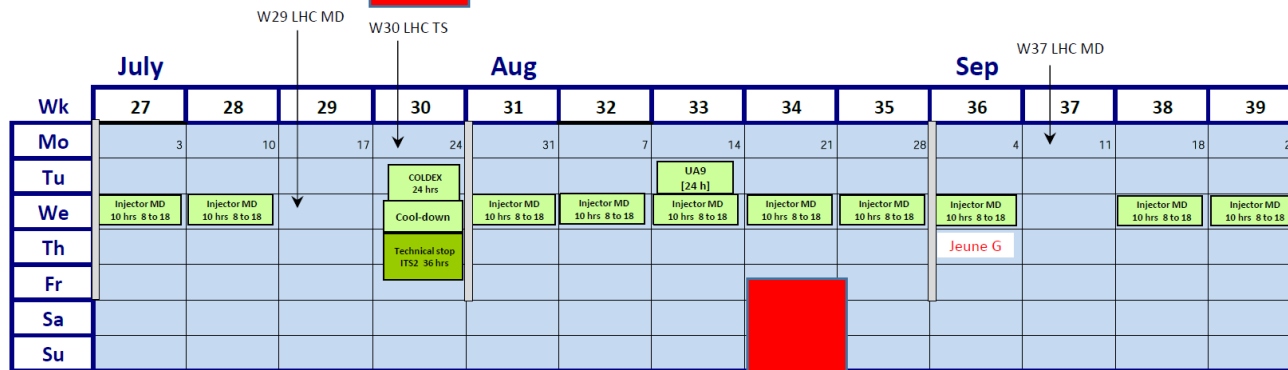 W29 LHC MD
W30 LHC TS
W37 LHC MD
July Aug Sep
Wk 27 28 29 30 31 32 33 34 35 36 37 38 39
Mo 3 10 17 24 31 7 14 21 28 4 11 18
Tu COLDEX UA9
24 hrs [24 h]
We Injector MD Injector MD Cool-down Injector MD Injector MD Injector MD Injector MD Injector MD Injector MD Injector MD Injector MD
10 hrs 8 to 18 10 hrs 8 to 18 10 hrs 8 to 18 10 hrs 8 to 18 10 hrs 8 to 18 10 hrs 8 to 18 10 hrs 8 to 18 10 hrs 8 to 18 10 hrs 8 to 18 10 hrs 8 to 18
Th Technical stop Jeune G
ITS2 36 hrs
Fr
Sa
Su